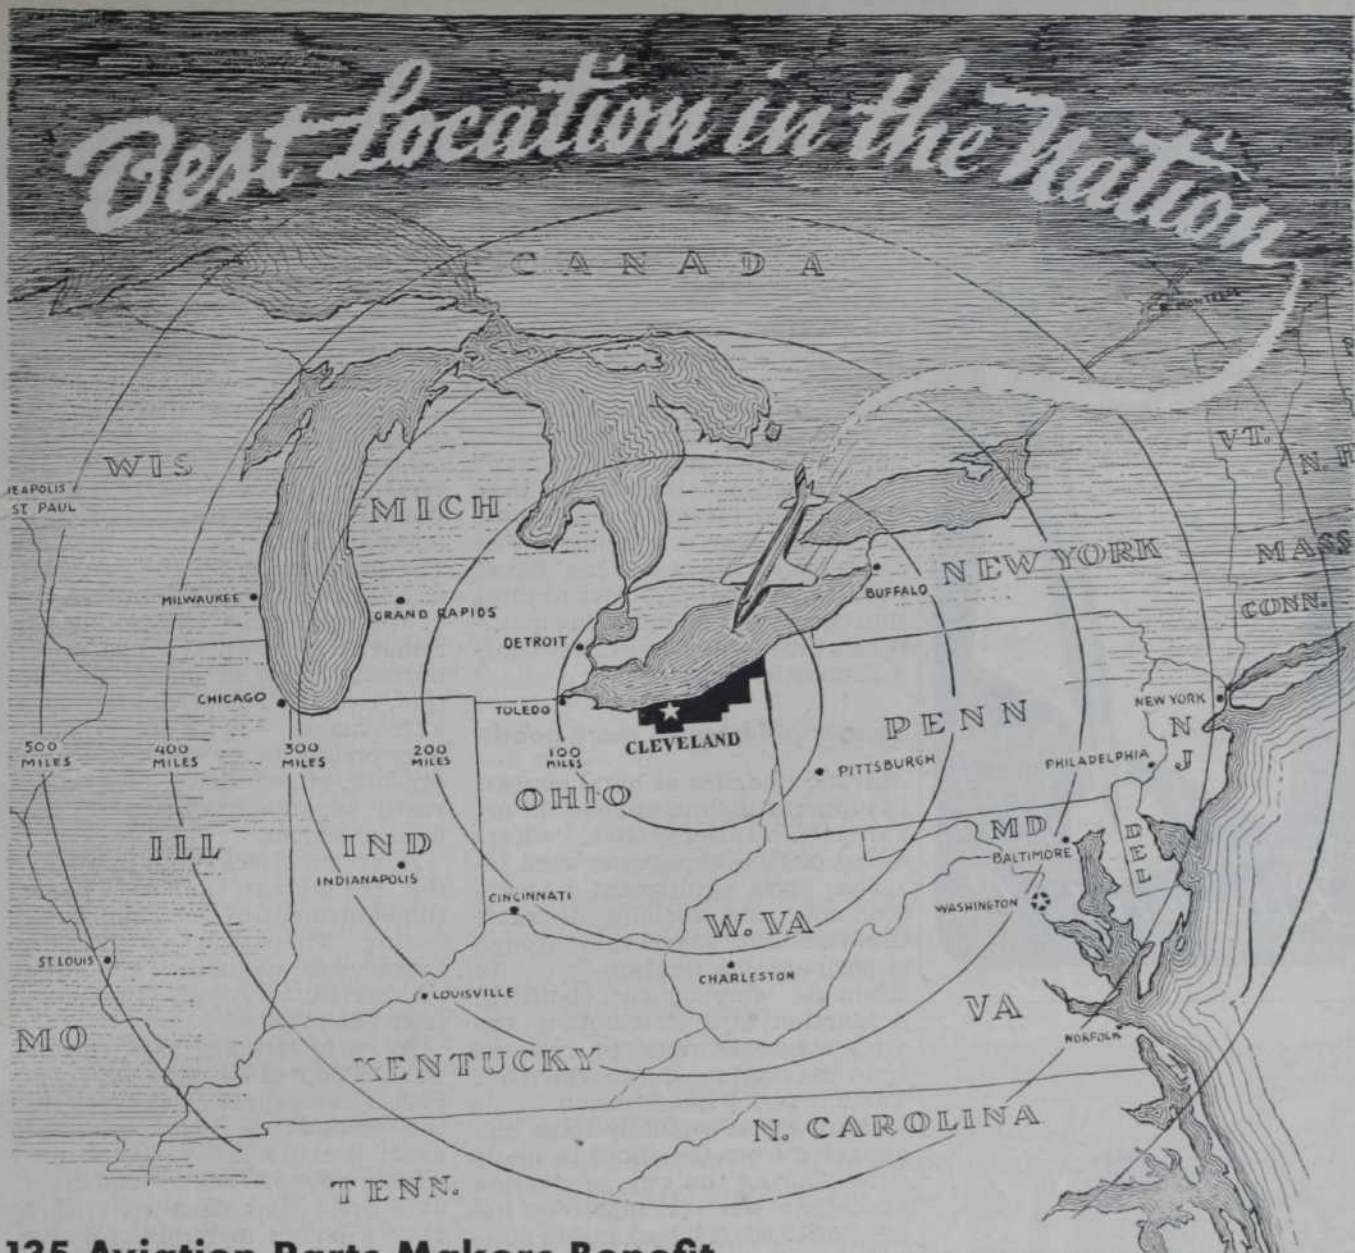 Best Location in the Nation
CANADA
MONTREAL
WIS
VT.
N. H
EAPOLIS
ST PAUL
MICH
NEW YORK
MASS
MILWAUKEE
GRAND RAPIDS
BUFFALO
CONN.
DETROIT
CHICAGO
TOLEDO
NEW YORK
CLEVELAND
PENN
N J
500 MILES
400 MILES
300 MILES
200 MILES
100 MILES
PITTSBURGH
PHILADELPHIA
OHIO
ILL
IND
MD
DEL
BALTIMORE
INDIANAPOLIS
CINCINNATI
WASHINGTON
W. VA
ST. LOUIS
CHARLESTON
LOUISVILLE
VA
MO
NORFOLK
KENTUCKY
N. CAROLINA
TENN.
135 Aviation Parts Makers Benefit